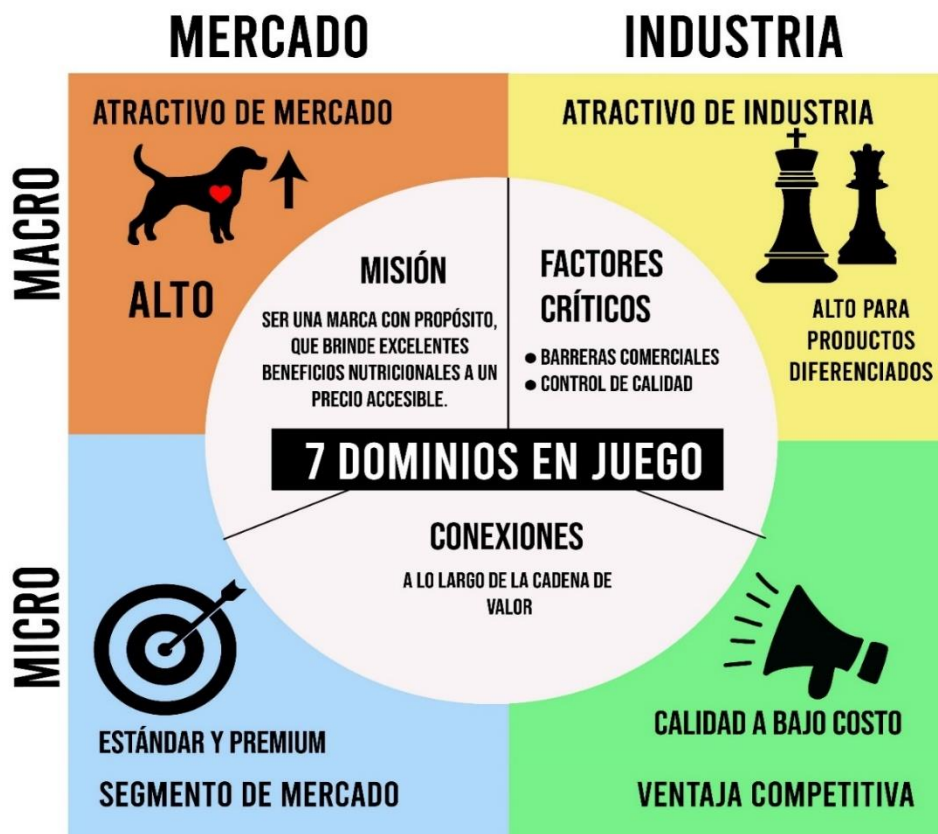 MERCADO
INDUSTRIA
MACRO
ATRACTIVO DE MERCADO
ALTO
ATRACTIVO DE INDUSTRIA
ALTO PARA
PRODUCTOS
DIFERENCIADOS
MISIÓN
SER UNA MARCA CON PROPÓSITO,
QUE BRINDE EXCELENTES
BENEFICIOS NUTRICIONALES A UN
PRECIO ACCESIBLE.
FACTORES
CRÍTICOS
● BARRERAS COMERCIALES
● CONTROL DE CALIDAD
7 DOMINIOS EN JUEGO
CONEXIONES
A LO LARGO DE LA CADENA DE
VALOR
MICRO
ESTÁNDAR Y PREMIUM
SEGMENTO DE MERCADO
CALIDAD A BAJO COSTO
VENTAJA COMPETITIVA